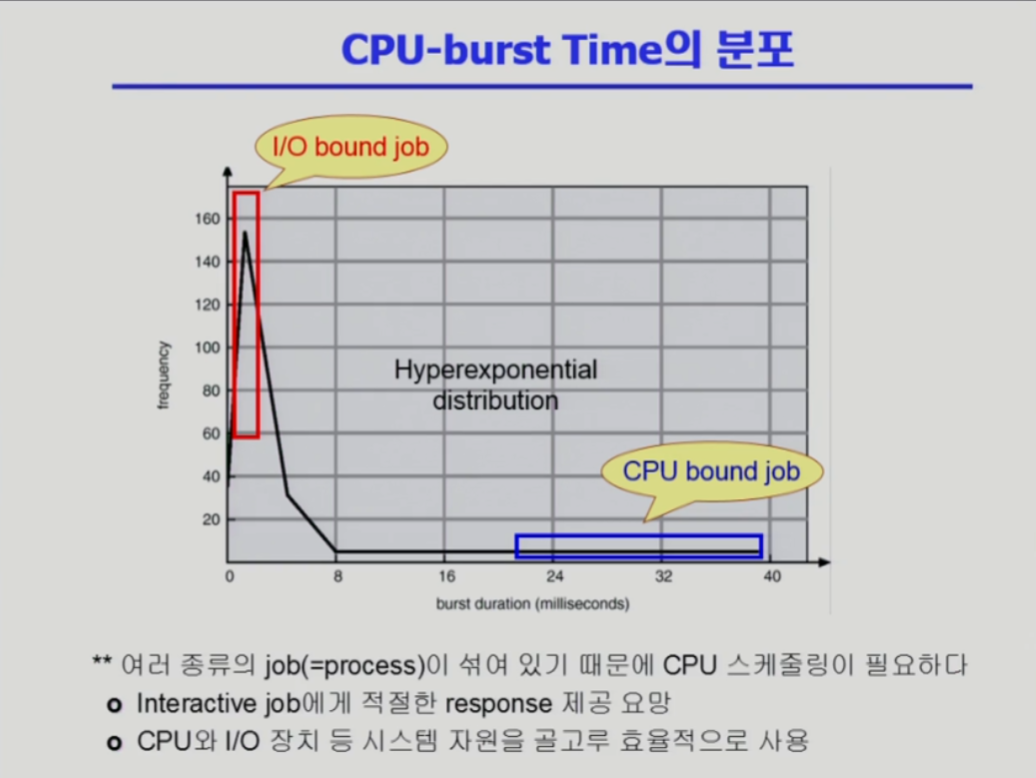 CPU-burst Time의 분포
I/O bound job
160
140
120
100
80
60
40
20
frequency
Hyperexponential
distribution
CPU bound job
0 8 16 24 32 40
burst duration (milliseconds)
** 여러 종류의 job(=process)이 섞여 있기 때문에 CPU 스케줄링이 필요하다
o Interactive job에게 적절한 response 제공 요망
o CPU와 I/O 장치 등 시스템 자원을 골고루 효율적으로 사용